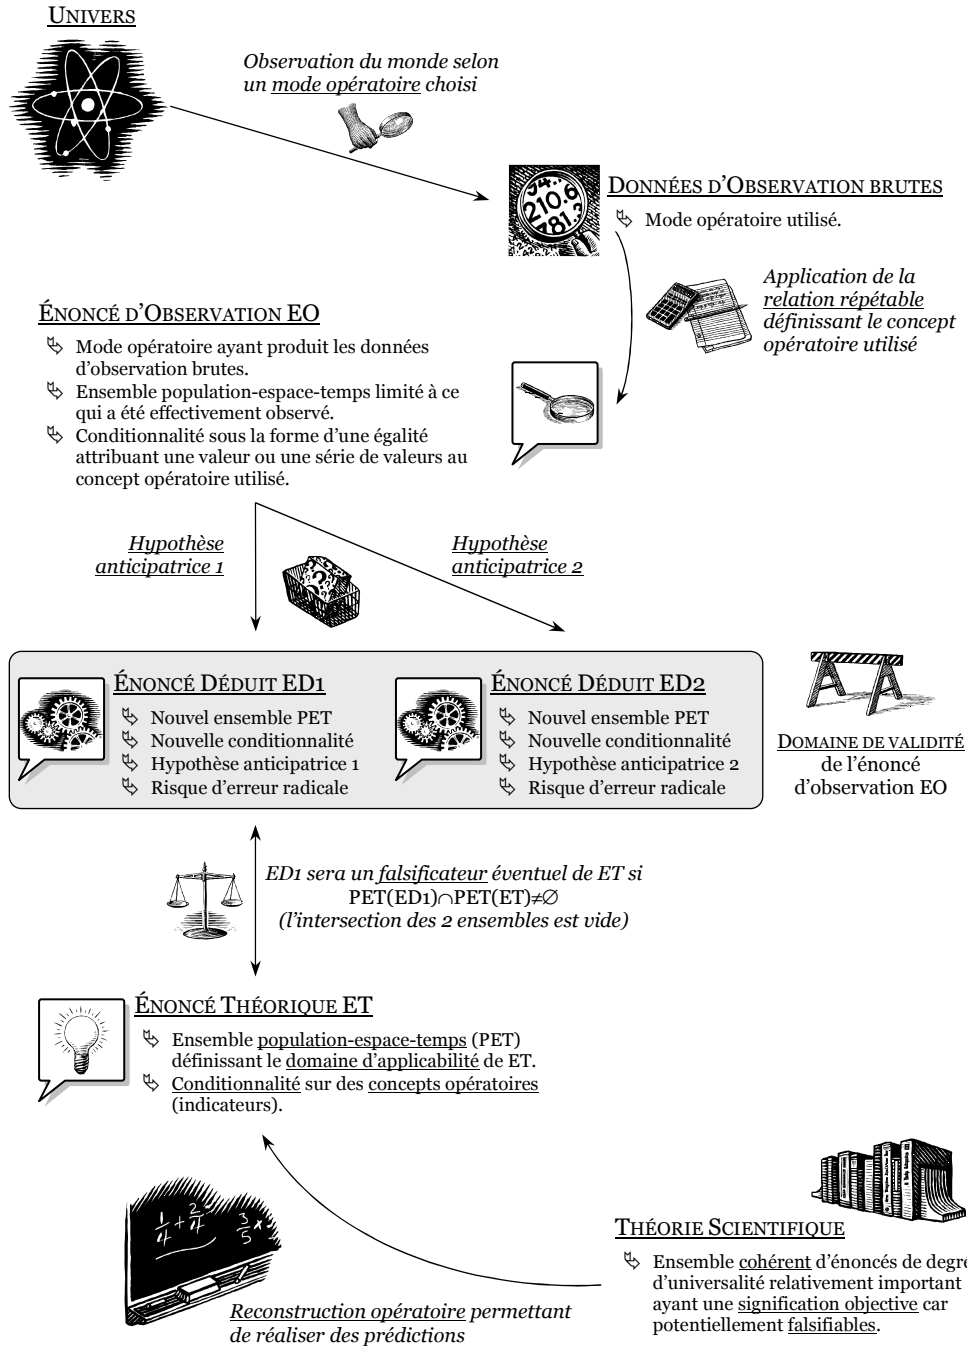 UNIVERS
Observation du monde selon
un mode opératoire choisi
94.
210.6
481.3
DONNÉES D'OBSERVATION BRUTES
Mode opératoire utilisé.
Application de la
relation répétable
définissant le concept
opératoire utilisé
ÉNONCÉ D'OBSERVATION EO
Mode opératoire ayant produit les données
d'observation brutes.
Ensemble population-espace-temps limité à ce
qui a été effectivement observé.
Conditionnalité sous la forme d'une égalité
attribuant une valeur ou une série de valeurs au
concept opératoire utilisé.
Hypothèse
anticipatrice 1
Hypothèse
anticipatrice 2
ÉNONCÉ DÉDUIT ED1
Nouvel ensemble PET
Nouvelle conditionnalité
Hypothèse anticipatrice 1
Risque d'erreur radicale
ÉNONCÉ DÉDUIT ED2
Nouvel ensemble PET
Nouvelle conditionnalité
Hypothèse anticipatrice 2
Risque d'erreur radicale
DOMAINE DE VALIDITÉ
de l'énoncé
d'observation EO
ED1 sera un falsificateur éventuel de ET si
PET(ED1)∩PET(ET)≠∅
(l'intersection des 2 ensembles est vide)
ÉNONCÉ THÉORIQUE ET
Ensemble population-espace-temps (PET)
définissant le domaine d'applicabilité de ET.
Conditionnalité sur des concepts opératoires
(indicateurs).
THÉORIE SCIENTIFIQUE
Ensemble cohérent d'énoncés de degré
d'universalité relativement important
ayant une signification objective car
potentiellement falsifiables.
Reconstruction opératoire permettant
de réaliser des prédictions